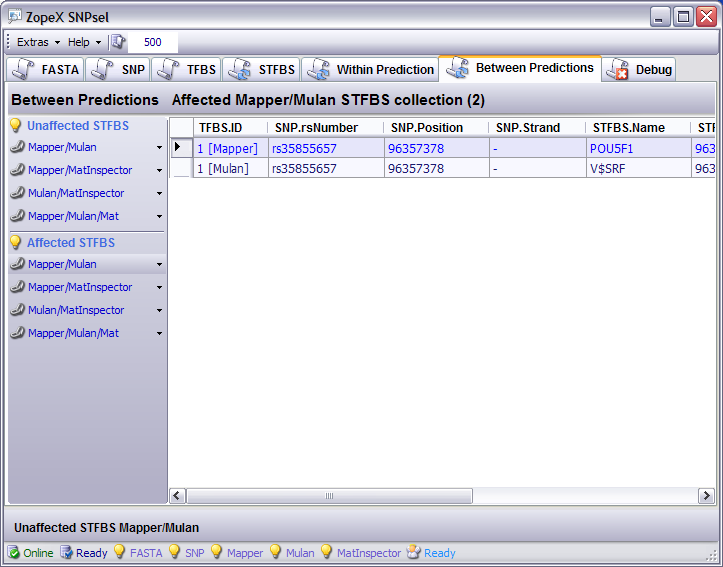 ZopeX SNPsel
Extras Help 500
FASTA SNP TFBS STFBS Within Prediction Between Predictions Debug
Between Predictions Affected Mapper/Mulan STFBS collection (2)
Unaffected STFBS
Mapper/Mulan
Mapper/MatInspector
Mulan/MatInspector
Mapper/Mulan/Mat
Affected STFBS
Mapper/Mulan
Mapper/MatInspector
Mulan/MatInspector
Mapper/Mulan/Mat
TFBS.ID SNP.rsNumber SNP.Position SNP.Strand STFBS.Name STF
1 [Mapper] rs35855657 96357378 - POU5F1 963
1 [Mulan] rs35855657 96357378 - V$SRF 963
Unaffected STFBS Mapper/Mulan
Online Ready FASTA SNP Mapper Mulan MatInspector Ready